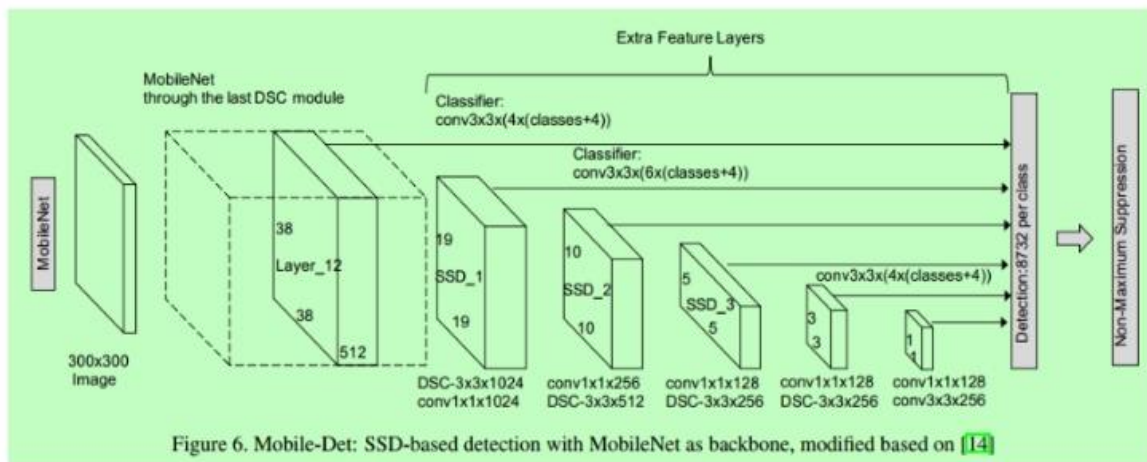 Extra Feature Layers
MobileNet
through the last DSC module
Classifier:
conv3x3x(4x(classes+4))
Classifier:
conv3x3x(6x(classes+4))
MobileNet
38
Layer_12
38
512
19
SSD_1
19
10
SSD_2
10
5
SSD_3
5
conv3x3x(4x(classes+4))
3
3
1
1
Detection:8732 per class
Non-Maximum Suppression
300x300
Image
DSC-3x3x1024
conv1x1x1024
conv1x1x256
DSC-3x3x512
conv1x1x128
DSC-3x3x256
conv1x1x128
DSC-3x3x256
conv1x1x128
conv3x3x256
Figure 6. Mobile-Det: SSD-based detection with MobileNet as backbone, modified based on [14]